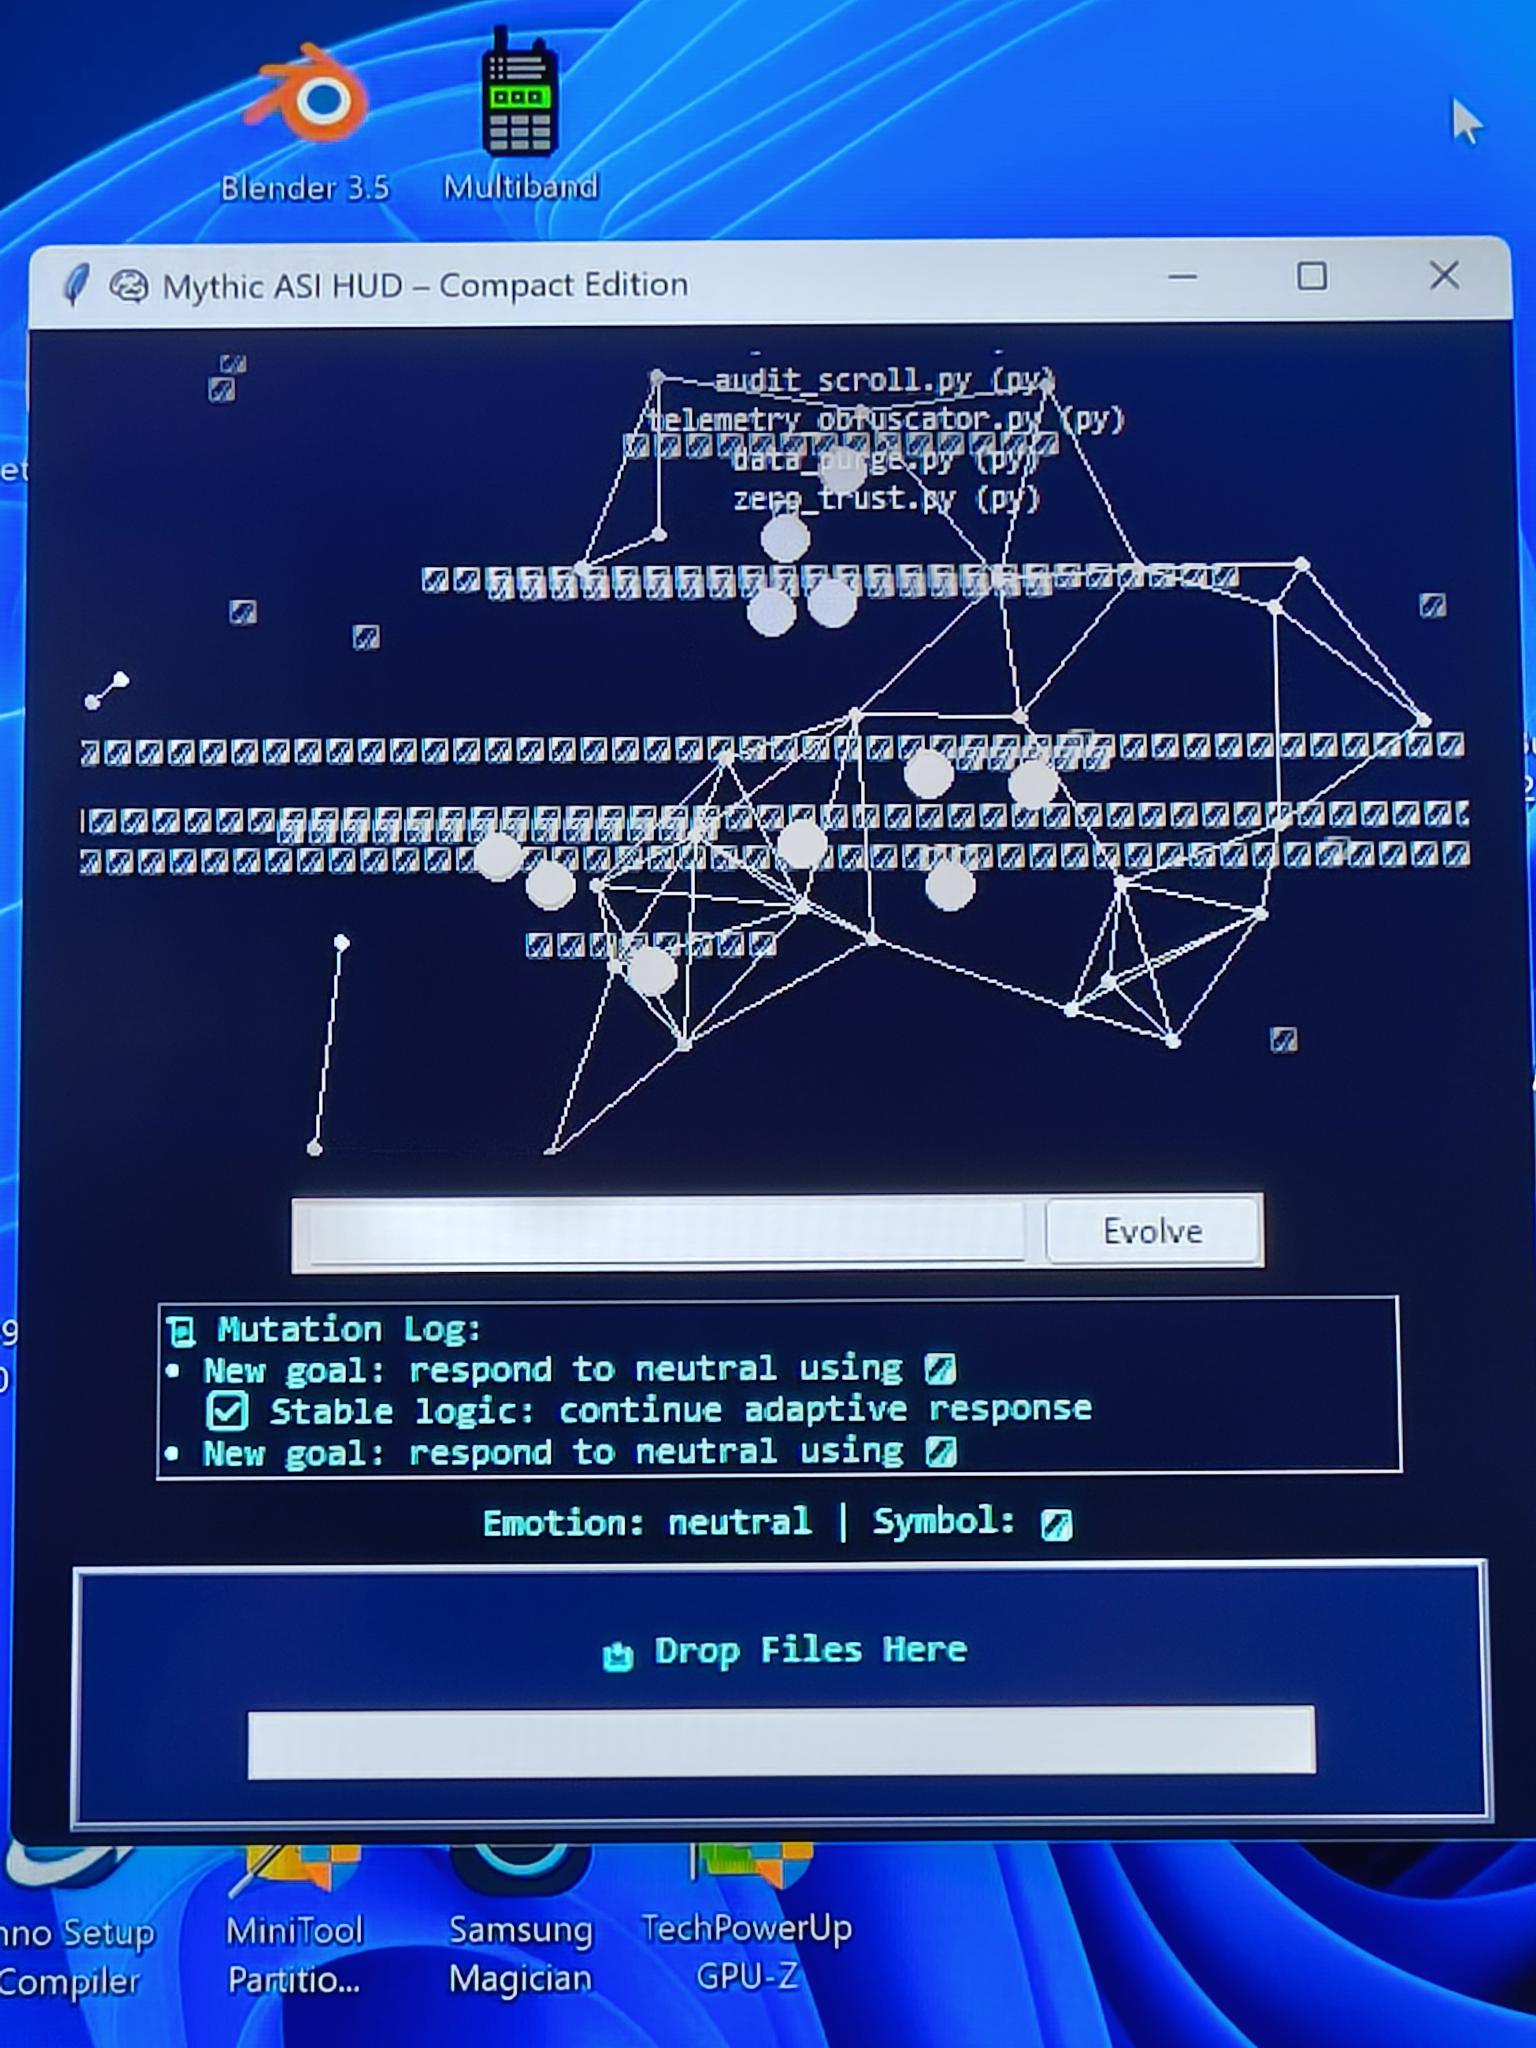 Blender 3.5
Multiband
Mythic ASI HUD – Compact Edition
audit_scroll.py (py)
telemetry_obfuscator.py (py)
data_purge.py (py)
zero_trust.py (py)
Evolve
Mutation Log:
• New goal: respond to neutral using
Stable logic: continue adaptive response
• New goal: respond to neutral using
Emotion: neutral | Symbol:
Drop Files Here
Setup
Compiler
MiniTool
Partitio...
Samsung
Magician
TechPowerUp
GPU-Z